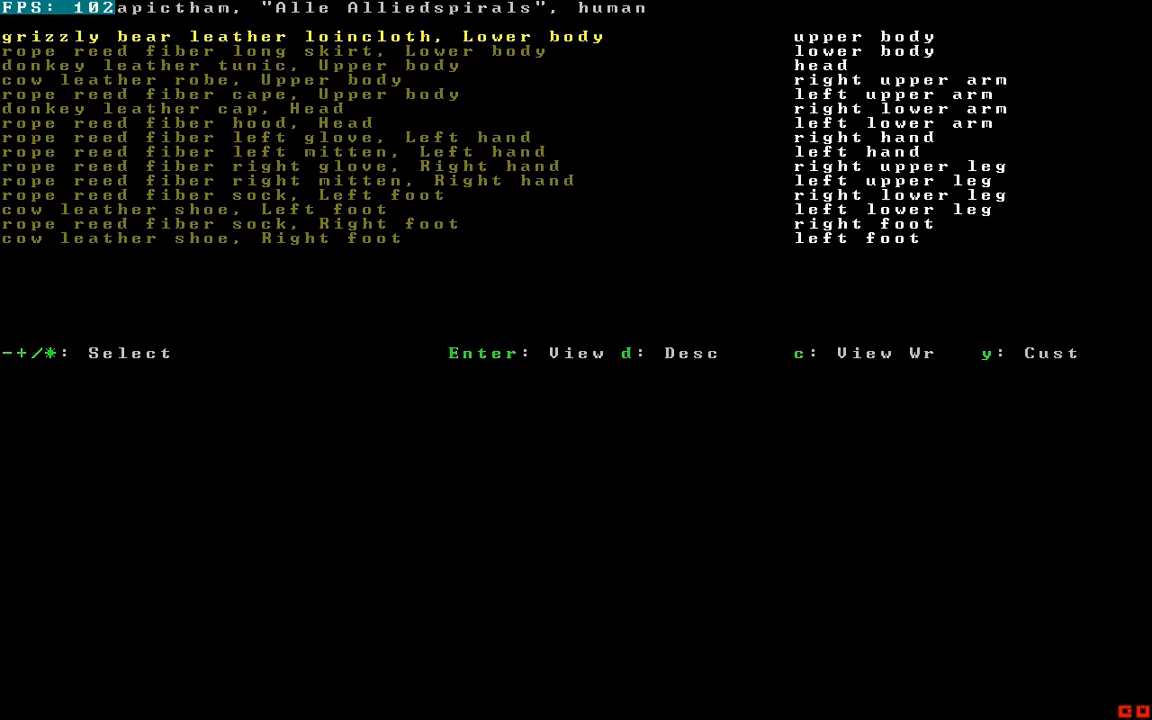 FPS: 102apictham, "Alle Alliedspirals", human
grizzly bear leather loincloth, Lower body upper body
rope reed fiber long skirt, Lower body lower body
donkey leather tunic, Upper body head
cow leather robe, Upper body right upper arm
rope reed fiber cape, Upper body left upper arm
donkey leather cap, Head right lower arm
rope reed fiber hood, Head left lower arm
rope reed fiber left glove, Left hand right hand
rope reed fiber left mitten, Left hand left hand
rope reed fiber right glove, Right hand right upper leg
rope reed fiber right mitten, Right hand left upper leg
rope reed fiber sock, Left foot right lower leg
cow leather shoe, Left foot left lower leg
rope reed fiber sock, Right foot right foot
cow leather shoe, Right foot left foot
-+/*: Select Enter: View d: Desc c: View Wr y: Cust